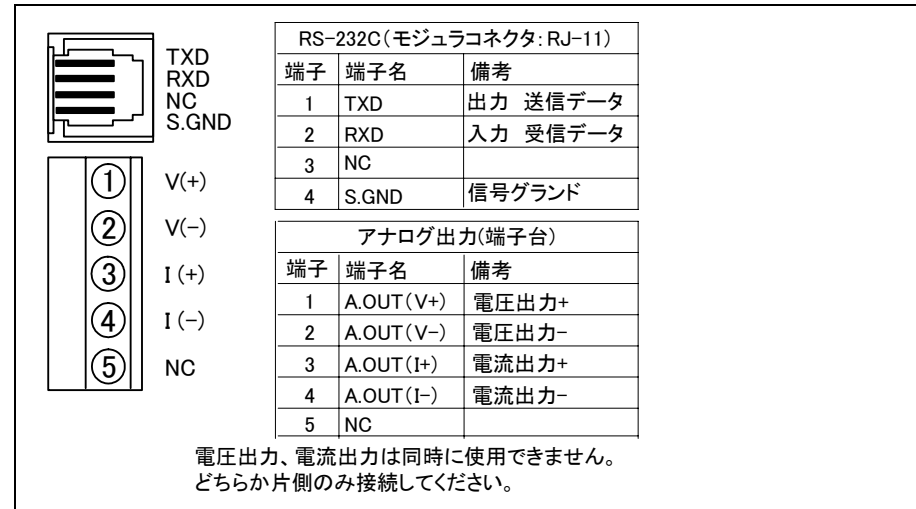 TXD
RXD
NC
S.GND
RS-232C(モジュラコネクタ:RJ-11)
端子 端子名 備考
1 TXD 出力 送信データ
2 RXD 入力 受信データ
3 NC
4 S.GND 信号グランド
① V(+)
② V(-)
③ I(+)
④ I(-)
⑤ NC
アナログ出力(端子台)
端子 端子名 備考
1 A.OUT(V+) 電圧出力+
2 A.OUT(V-) 電圧出力-
3 A.OUT(I+) 電流出力+
4 A.OUT(I-) 電流出力-
5 NC
電圧出力、電流出力は同時に使用できません。
どちらか片側のみ接続してください。